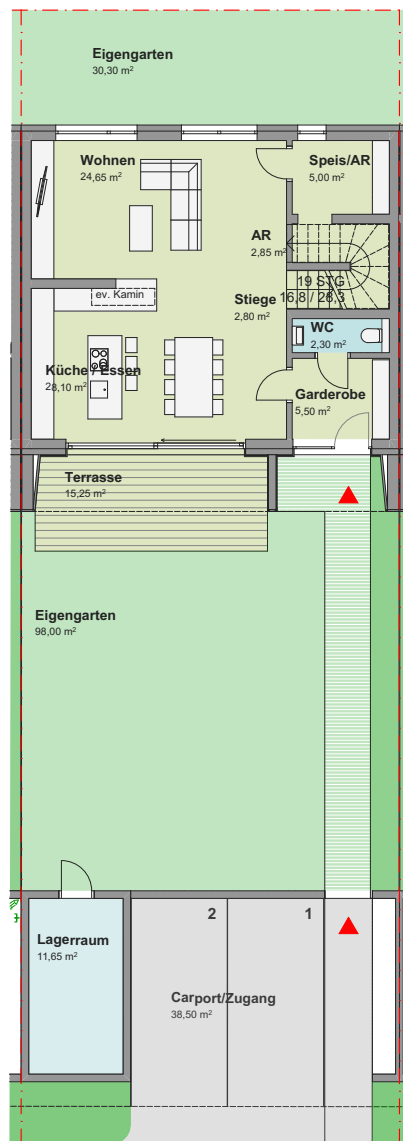 Eigengarten
30,30 m²
Wohnen
24,65 m²
Speis/AR
5,00 m²
AR
2,85 m²
19 STG
16,8 / 26,3
ev. Kamin
Stiege
2,80 m²
WC
2,30 m²
Küche / Essen
28,10 m²
Garderobe
5,50 m²
Terrasse
15,25 m²
Eigengarten
98,00 m²
2
1
Lagerraum
11,65 m²
Carport/Zugang
38,50 m²